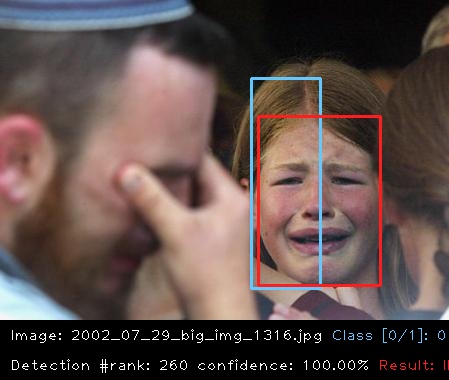 Image: 2002_07_29_big_img_1316.jpg Class [0/1]: 0
Detection #rank: 260 confidence: 100.00% Result: